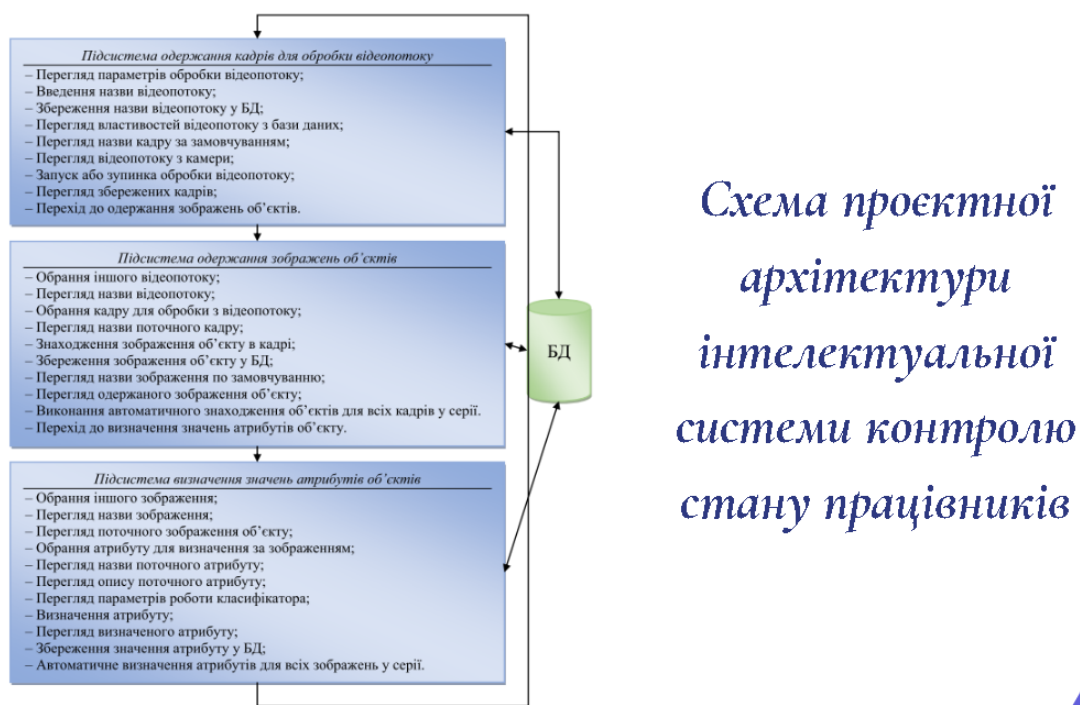 Підсистема одержання кадрів для обробки відеопотоку
– Перегляд параметрів обробки відеопотоку;
– Введення назви відеопотоку;
– Збереження назви відеопотоку у БД;
– Перегляд властивостей відеопотоку з бази даних;
– Перегляд назви кадру за замовчуванням;
– Перегляд відеопотоку з камери;
– Запуск або зупинка обробки відеопотоку;
– Перегляд збережених кадрів;
– Перехід до одержання зображень об’єктів.
Підсистема одержання зображень об’єктів
– Обрання іншого відеопотоку;
– Перегляд назви відеопотоку;
– Обрання кадру для обробки з відеопотоку;
– Перегляд назви поточного кадру;
– Знаходження зображення об’єкту в кадрі;
– Збереження зображення об’єкту у БД;
– Перегляд назви зображення по замовчуванню;
– Перегляд одержаного зображення об’єкту;
– Виконання автоматичного знаходження об’єктів для всіх кадрів у серії.
– Перехід до визначення значень атрибутів об’єкту.
Підсистема визначення значень атрибутів об’єктів
– Обрання іншого зображення;
– Перегляд назви зображення;
– Перегляд поточного зображення об’єкту;
– Обрання атрибуту для визначення за зображенням;
– Перегляд назви поточного атрибуту;
– Перегляд опису поточного атрибуту;
– Перегляд параметрів роботи класифікатора;
– Визначення атрибуту;
– Перегляд визначеного атрибуту;
– Збереження значення атрибуту у БД;
– Автоматичне визначення атрибутів для всіх зображень у серії.
БД
Схема проєктної
архітектури
інтелектуальної
системи контролю
стану працівників